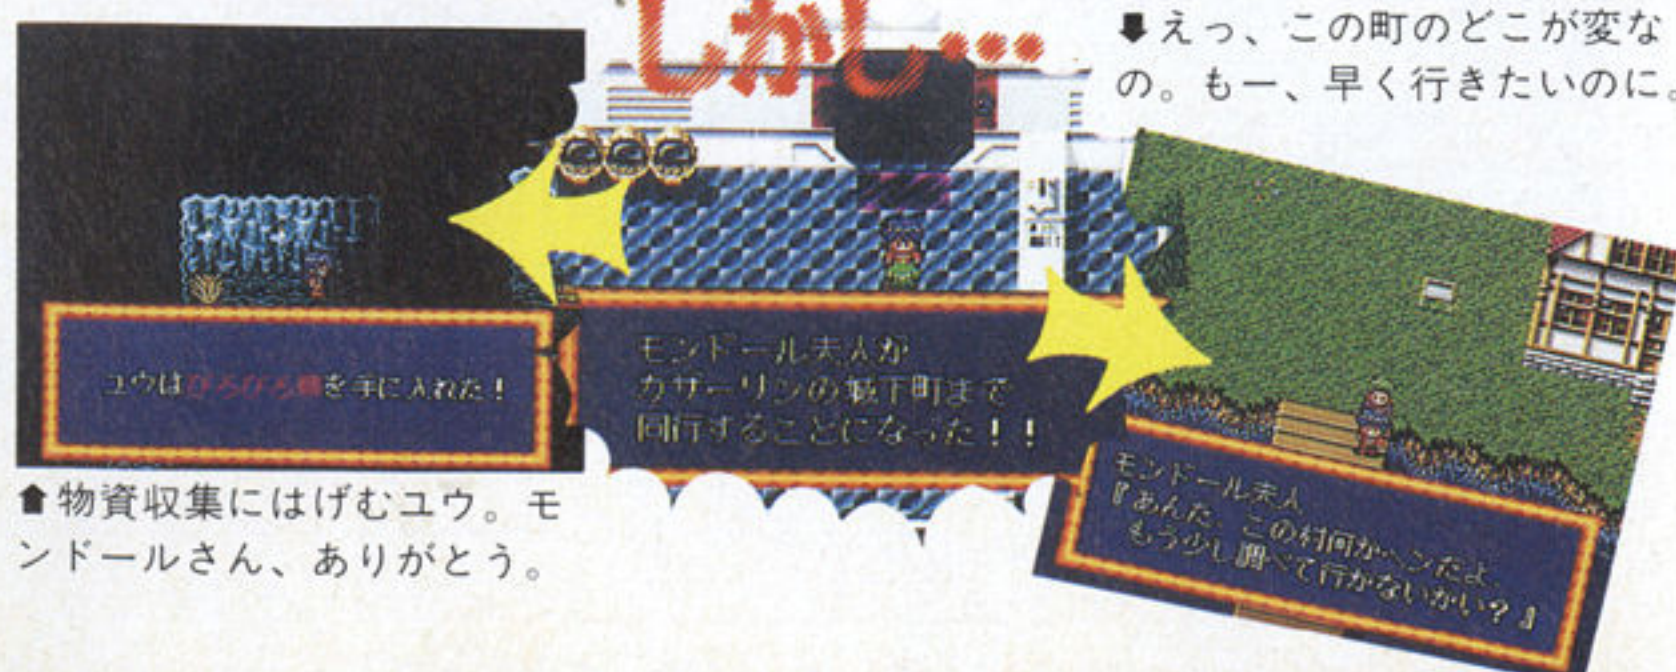 しかし…
⬇えっ、この町のどこが変な
の。もー、早く行きたいのに。
ユウはびろびろ鳥を手に入れた!
モンドール夫人が
カザーリンの城下町まで
同行することになった!!
モンドール夫人
『あんた、この村何かヘンだよ、
もう少し調べて行かないかい?』
⬆物資収集にはげむユウ。モ
ンドールさん、ありがとう。